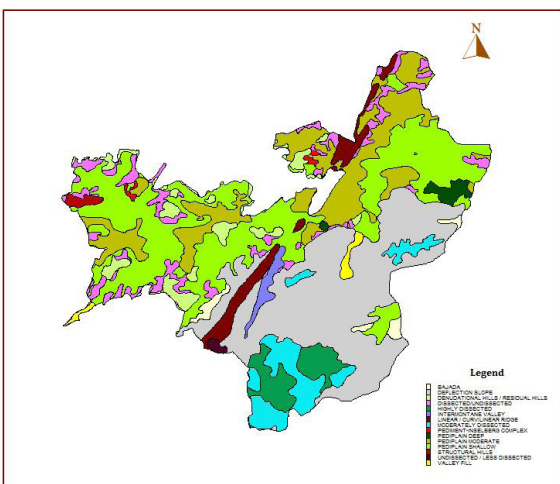 N
Legend
BAJADA
DEFLECTION SLOPE
DENUDATIONAL HILLS / RESIDUAL HILLS
DISSECTED/UNDISSECTED
HIGHLY DISSECTED
INTERMONTANE VALLEY
LINEAR / CURVILINEAR RIDGE
MODERATELY DISSECTED
PEDIMENT-INSELBERG COMPLEX
PEDIPLAIN DEEP
PEDIPLAIN MODERATE
PEDIPLAIN SHALLOW
STRUCTURAL HILLS
UNDISSECTED / LESS DISSECTED
VALLEY FILL